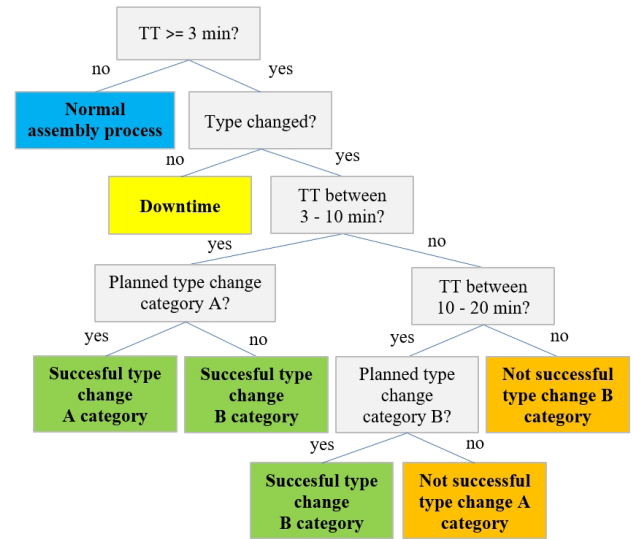 TT >= 3 min?
no
yes
Normal
assembly process
Type changed?
no
yes
Downtime
TT between
3 - 10 min?
yes
no
Planned type change
category A?
TT between
10 - 20 min?
yes
no
yes
no
Succesful type
change
A category
Succesful type
change
B category
Planned type
change
category B?
Not successful
type change B
category
yes
no
Succesful type
change
B category
Not successful
type change A
category